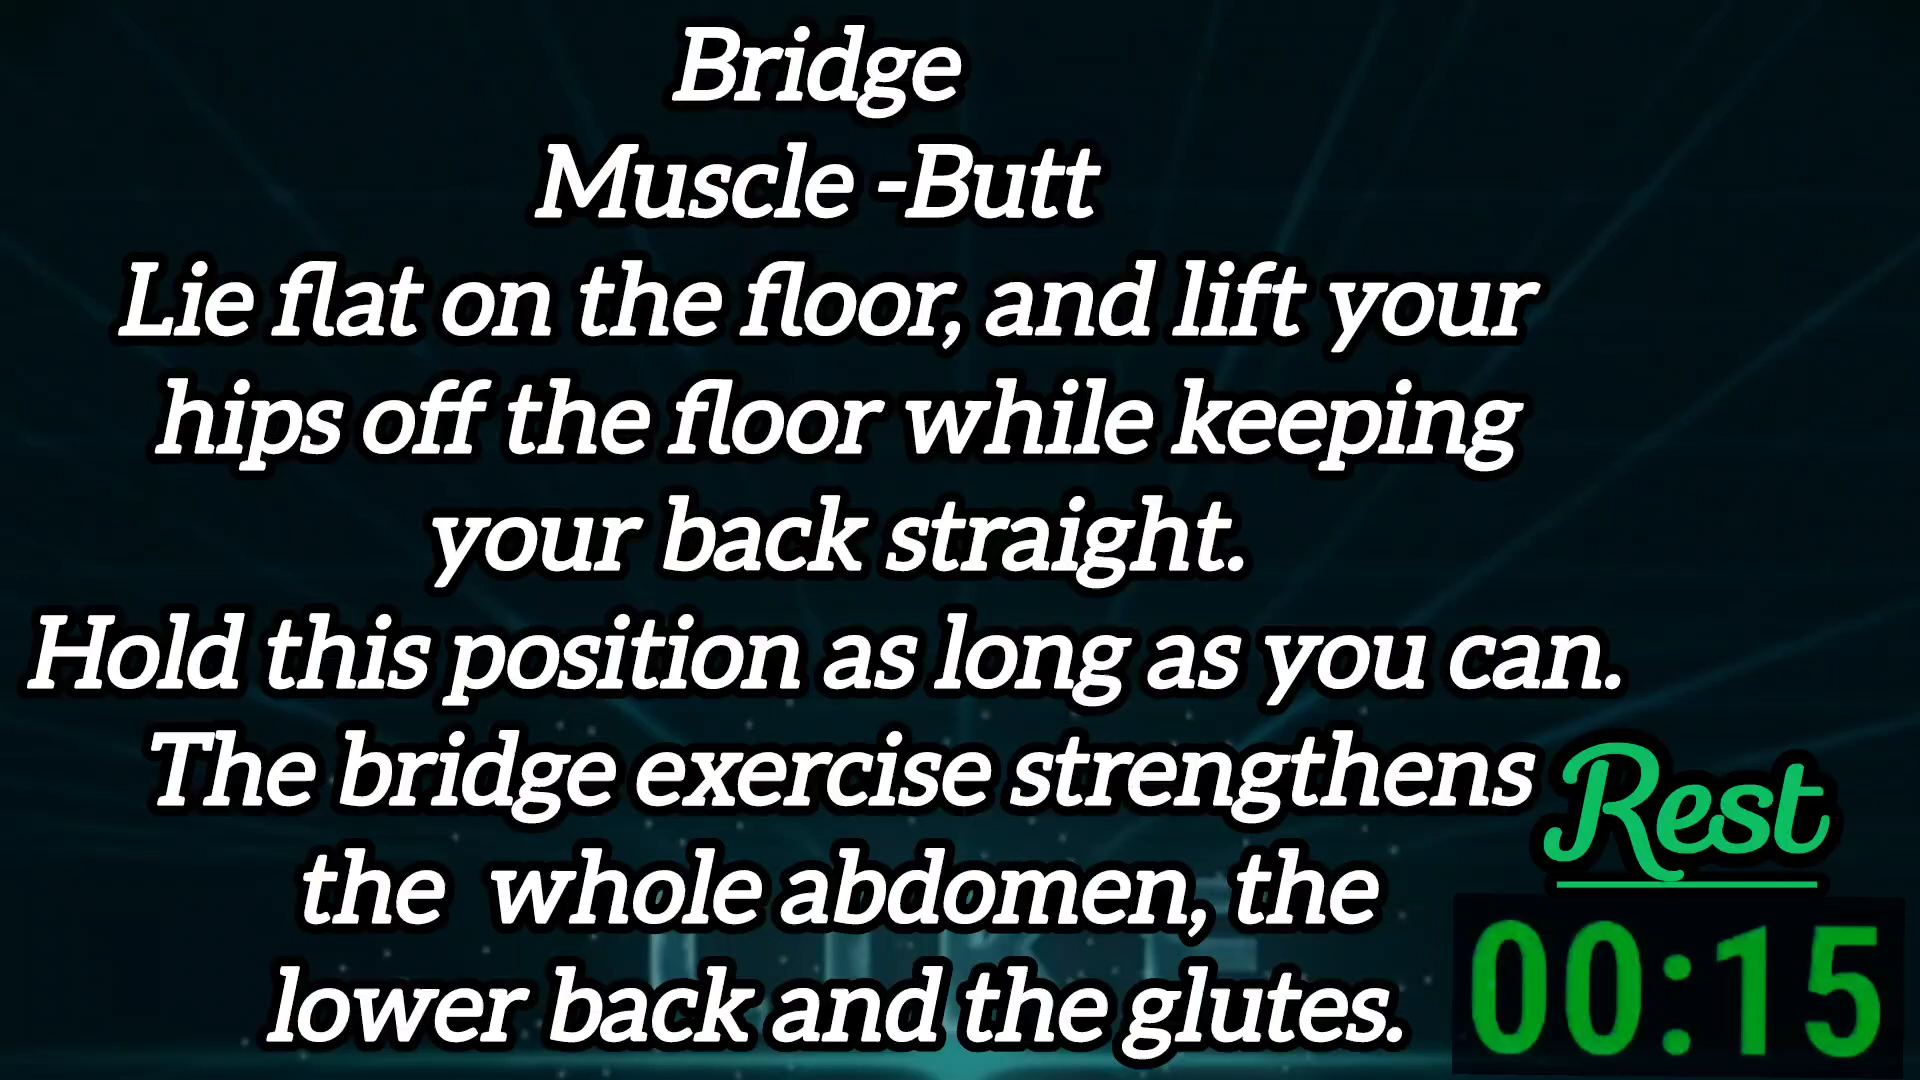 Bridge
Muscle -Butt
Lie flat on the floor, and lift your
hips off the floor while keeping
your back straight.
Hold this position as long as you can.
The bridge exercise strengthens
the  whole abdomen, the
lower back and the glutes.
Rest
00:15